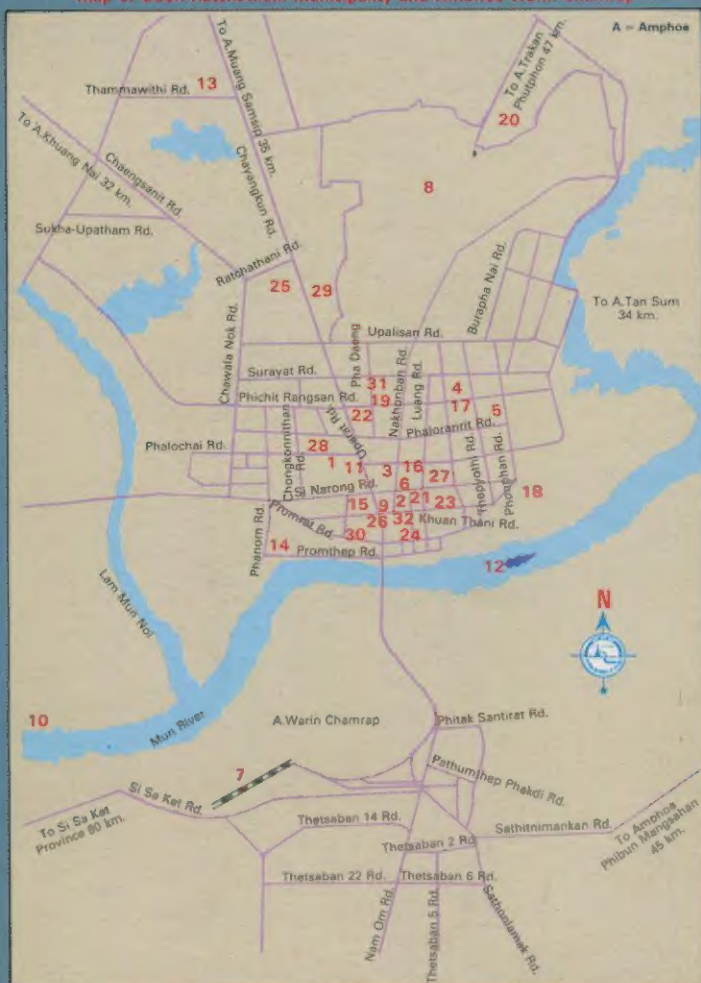 A = Amphoe
To A.Muang Samsip 35 km.
To A.Trakan
Phutphon 47 km.
13
Thammawithi Rd.
20
To A.Khuang Nai 32 km.
Chaengsanit Rd.
Chayangkun Rd.
8
Sukha-Upatham Rd.
Ratchathani Rd.
Burapha Nai Rd.
25
29
To A.Tan Sum
34 km.
Chawala Nok Rd.
Upalisan Rd.
Pha Daeng
Nakhonban Rd.
Luang Rd.
Surayat Rd.
31
4
Phichit Rangsan Rd.
19
17
5
22
Uparat Rd.
Phaloranrit Rd.
Phalochai Rd.
Chongkonnithan
Rd.
28
1
11
3
16
27
Thepyothi Rd.
Phonphan Rd.
Si Narong Rd.
6
18
15
9
2
21
23
Promrat Rd.
26
32
Khuan Thani Rd.
Phanom Rd.
14
30
24
Promthep Rd.
12
Lam Mun Noi
N
10
Mun River
A.Warin Chamrap
Phitak Santirat Rd.
7
Pathumthep Phakdi Rd.
Si Sa Ket Rd.
To Si Sa Ket
Province 60 km.
Thetsaban 14 Rd.
Sathitnimankan Rd.
To Amphoe
Phibun Mangsahan
45 km.
Thetsaban 2 Rd.
Thetsaban 22 Rd.
Thetsaban 6 Rd.
Nam Om Rd.
Thetsaban 5 Rd.
Sathonlamak Rd.